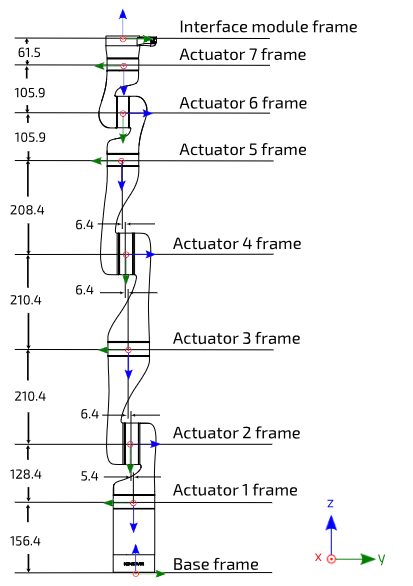 Interface module frame
61.5
Actuator 7 frame
105.9
Actuator 6 frame
105.9
Actuator 5 frame
208.4
6.4
Actuator 4 frame
6.4
210.4
Actuator 3 frame
210.4
6.4
Actuator 2 frame
128.4
5.4
Actuator 1 frame
z
156.4
x
y
KINOVA
Base frame